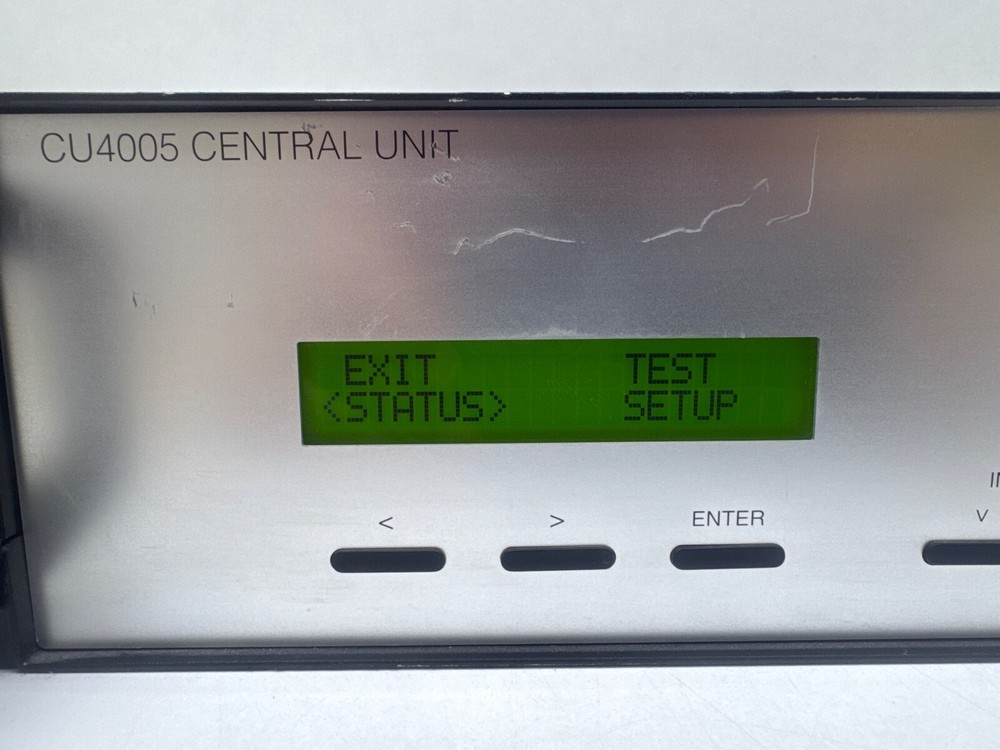 CU4005 CENTRAL UNIT
EXIT TEST
<STATUS> SETUP
< > ENTER
V